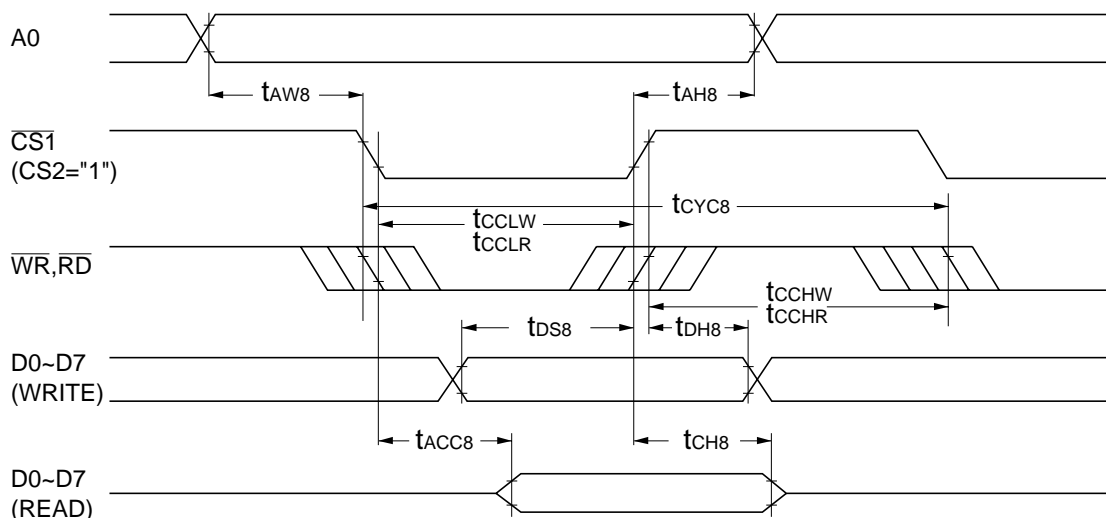 A0
tAW8
tAH8
CS1
(CS2="1")
tCYC8
tCCLW
tCCLR
WR,RD
tCCHW
tCCHR
tDS8
tDH8
D0~D7
(WRITE)
tACC8
tCH8
D0~D7
(READ)